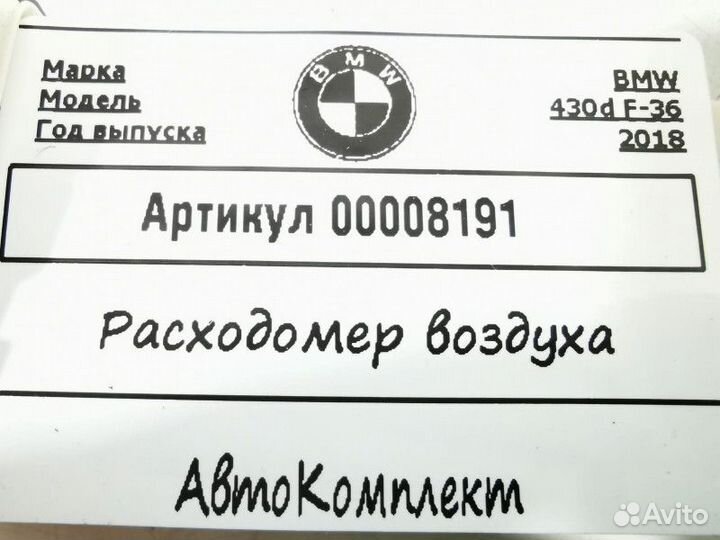 Марка BMW
Модель 430d F-36
Год выпуска 2018
BMW
Артикул 00008191
Расходомер воздуха
АвтоКомплект
Avito